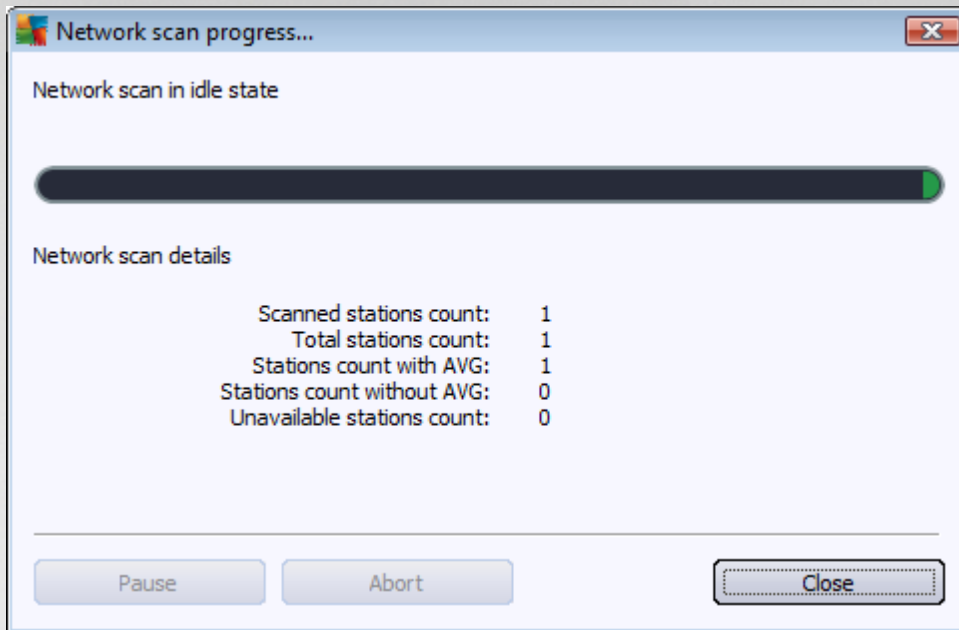 Network scan progress...
Network scan in idle state
Network scan details
Scanned stations count: 1
Total stations count: 1
Stations count with AVG: 1
Stations count without AVG: 0
Unavailable stations count: 0
Pause Abort Close